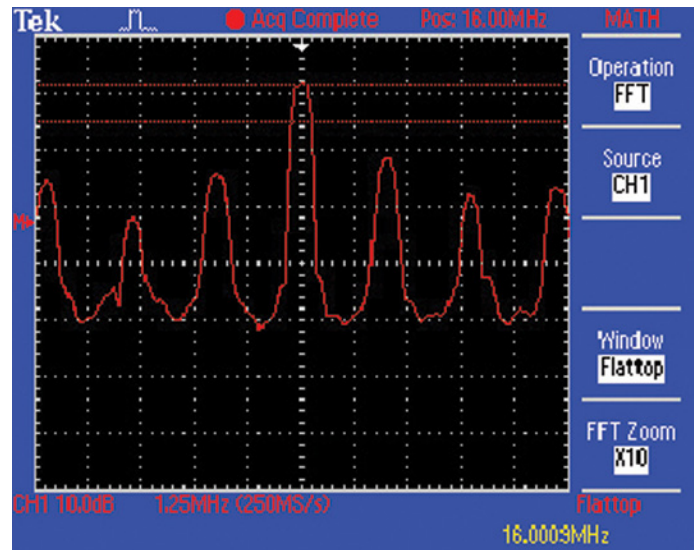 Tek Acq Complete Pos: 16.00MHz MATH
Operation
FFT
Source
CH1
M
Window
Flattop
FFT Zoom
X10
CH1 10.0dB 1.25MHz (250MS/s) Flattop
16.0009MHz